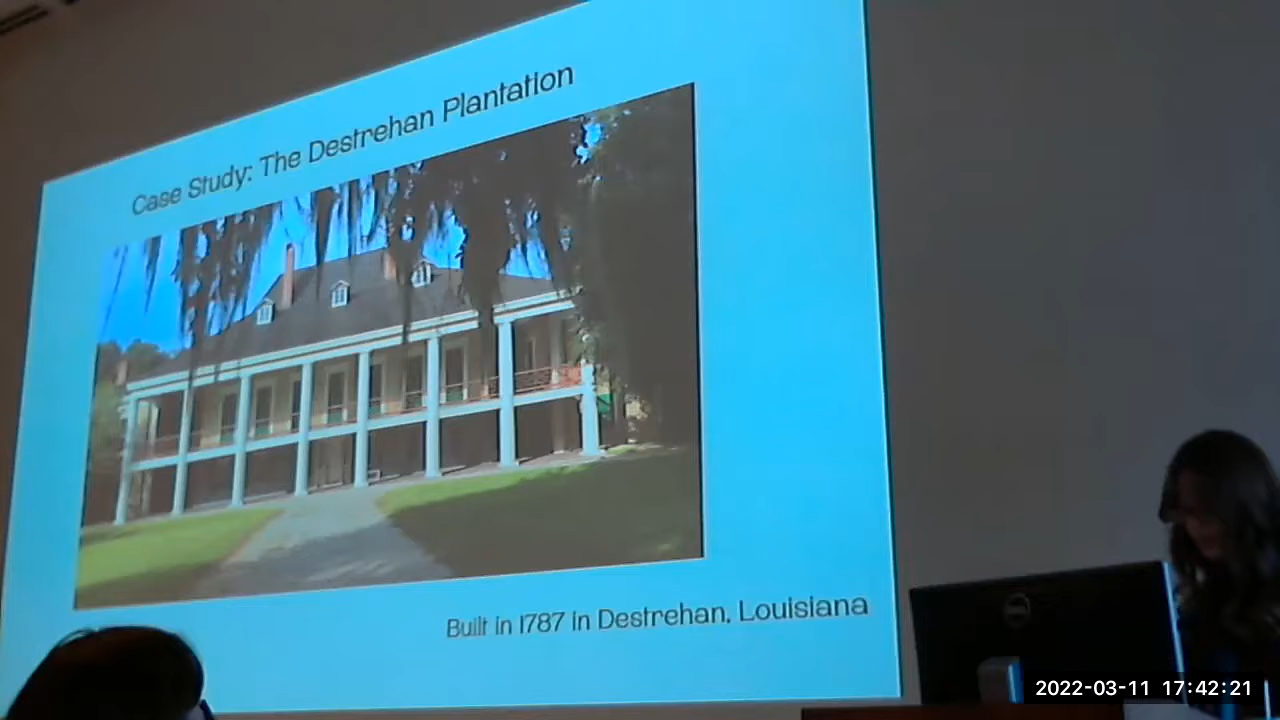 Case Study: The Destrehan Plantation
Built in 1787 in Destrehan, Louisiana
2022-03-11 17:42:21